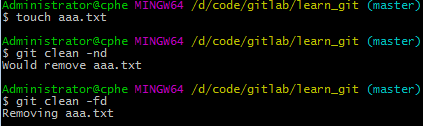 Administrator@cphe MINGW64 /d/code/gitlab/learn_git (master)
$ touch aaa.txt
Administrator@cphe MINGW64 /d/code/gitlab/learn_git (master)
$ git clean -nd
Would remove aaa.txt
Administrator@cphe MINGW64 /d/code/gitlab/learn_git (master)
$ git clean -fd
Removing aaa.txt